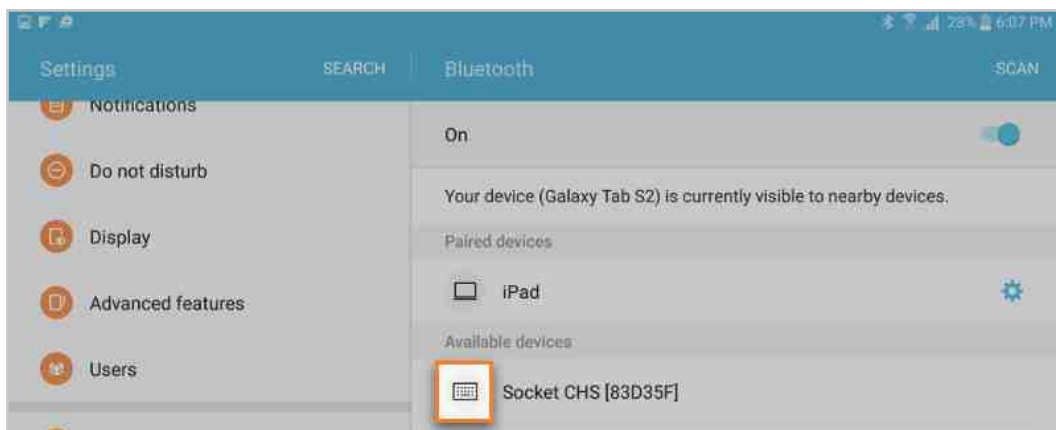 28% 6:07 PM
Settings SEARCH Bluetooth SCAN
Notifications
Do not disturb
Display
Advanced features
Users
On
Your device (Galaxy Tab S2) is currently visible to nearby devices.
Paired devices
iPad
Available devices
Socket CHS [83D35F]